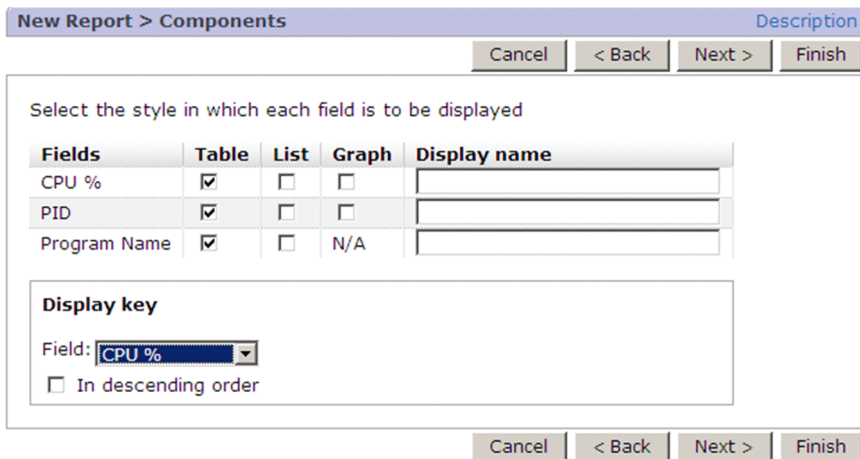 New Report > Components Description
Cancel < Back Next > Finish
Select the style in which each field is to be displayed
Fields Table List Graph Display name
CPU %
PID
Program Name N/A
Display key
Field: CPU %
In descending order
Cancel < Back Next > Finish